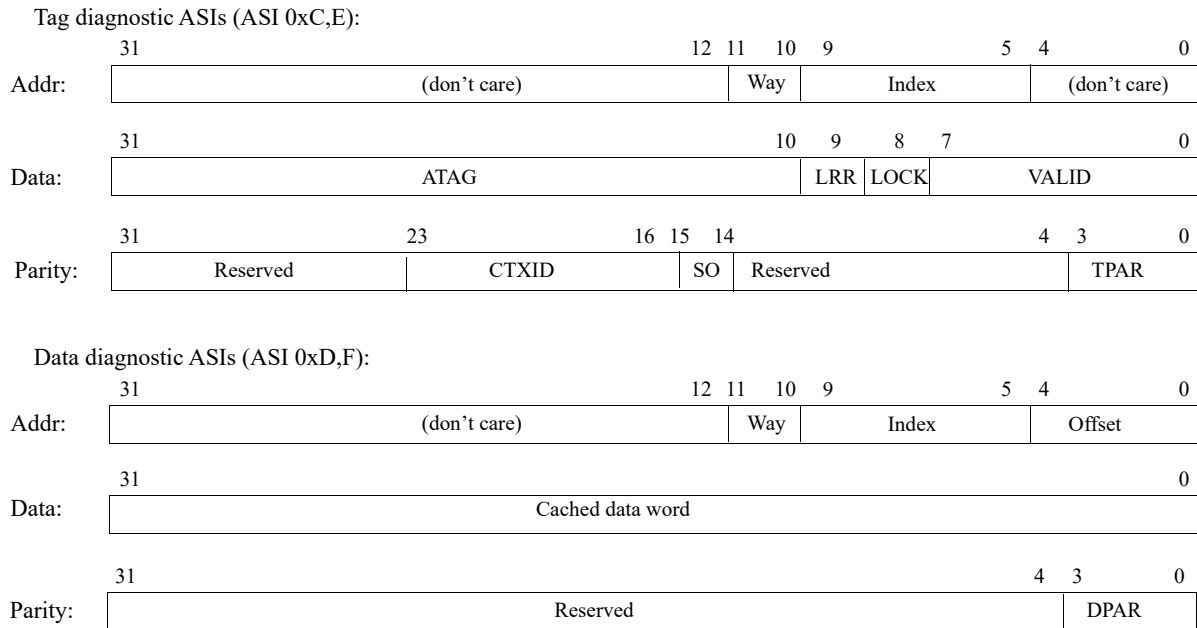 Tag diagnostic ASIs (ASI 0xC,E):
31 12 11 10 9 5 4 0
Addr: (don’t care) Way Index (don’t care)
31 10 9 8 7 0
Data: ATAG LRR LOCK VALID
31 23 16 15 14 4 3 0
Parity: Reserved CTXID SO Reserved TPAR
Data diagnostic ASIs (ASI 0xD,F):
31 12 11 10 9 5 4 0
Addr: (don’t care) Way Index Offset
31 0
Data: Cached data word
31 4 3 0
Parity: Reserved DPAR